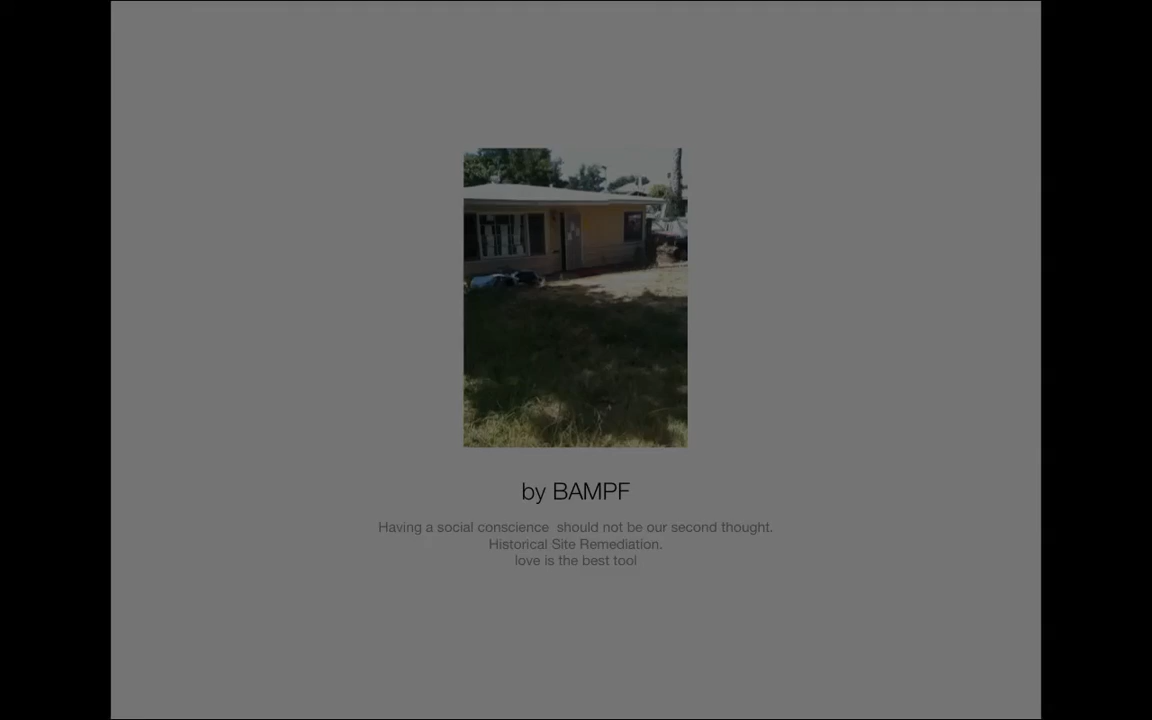 by BAMPF
Having a social conscience  should not be our second thought.
Historical Site Remediation.
love is the best tool